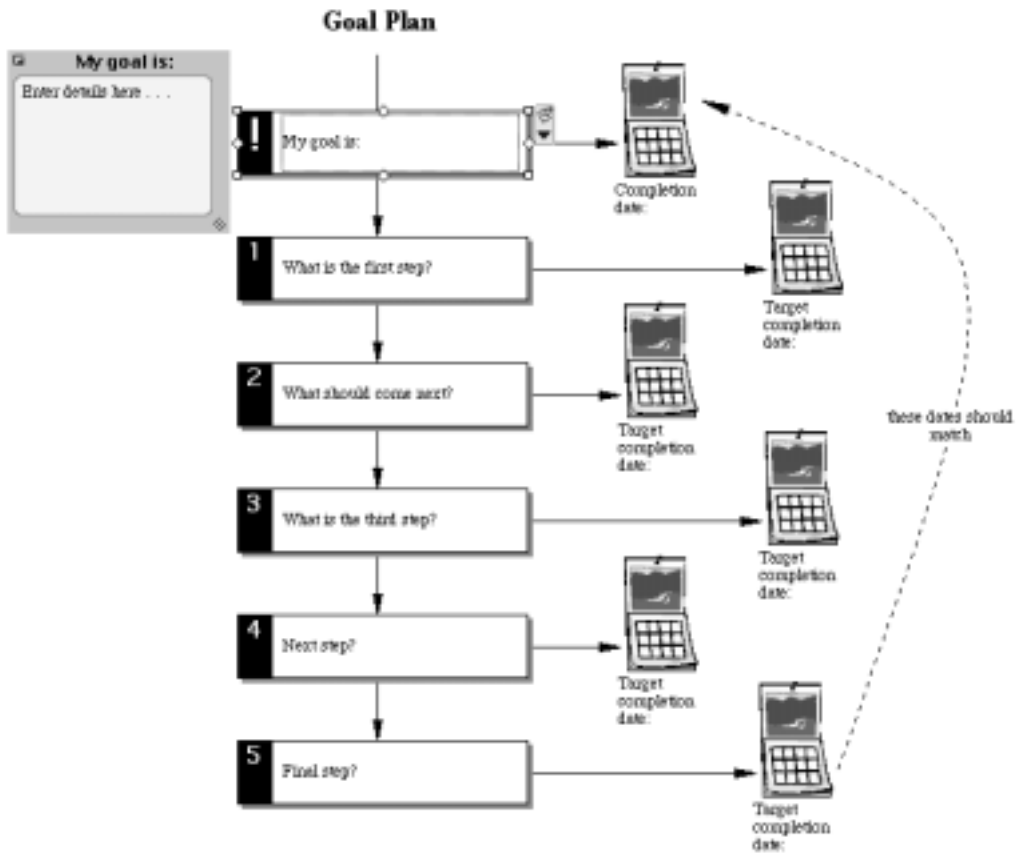 Goal Plan
My goal is:
Enter details here . . .
!
My goal is:
Completion
date:
1
What is the first step?
Target
completion
date:
2
What should come next?
Target
completion
date:
these dates should
match
3
What is the third step?
Target
completion
date:
4
Next step?
Target
completion
date:
5
Final step?
Target
completion
date: